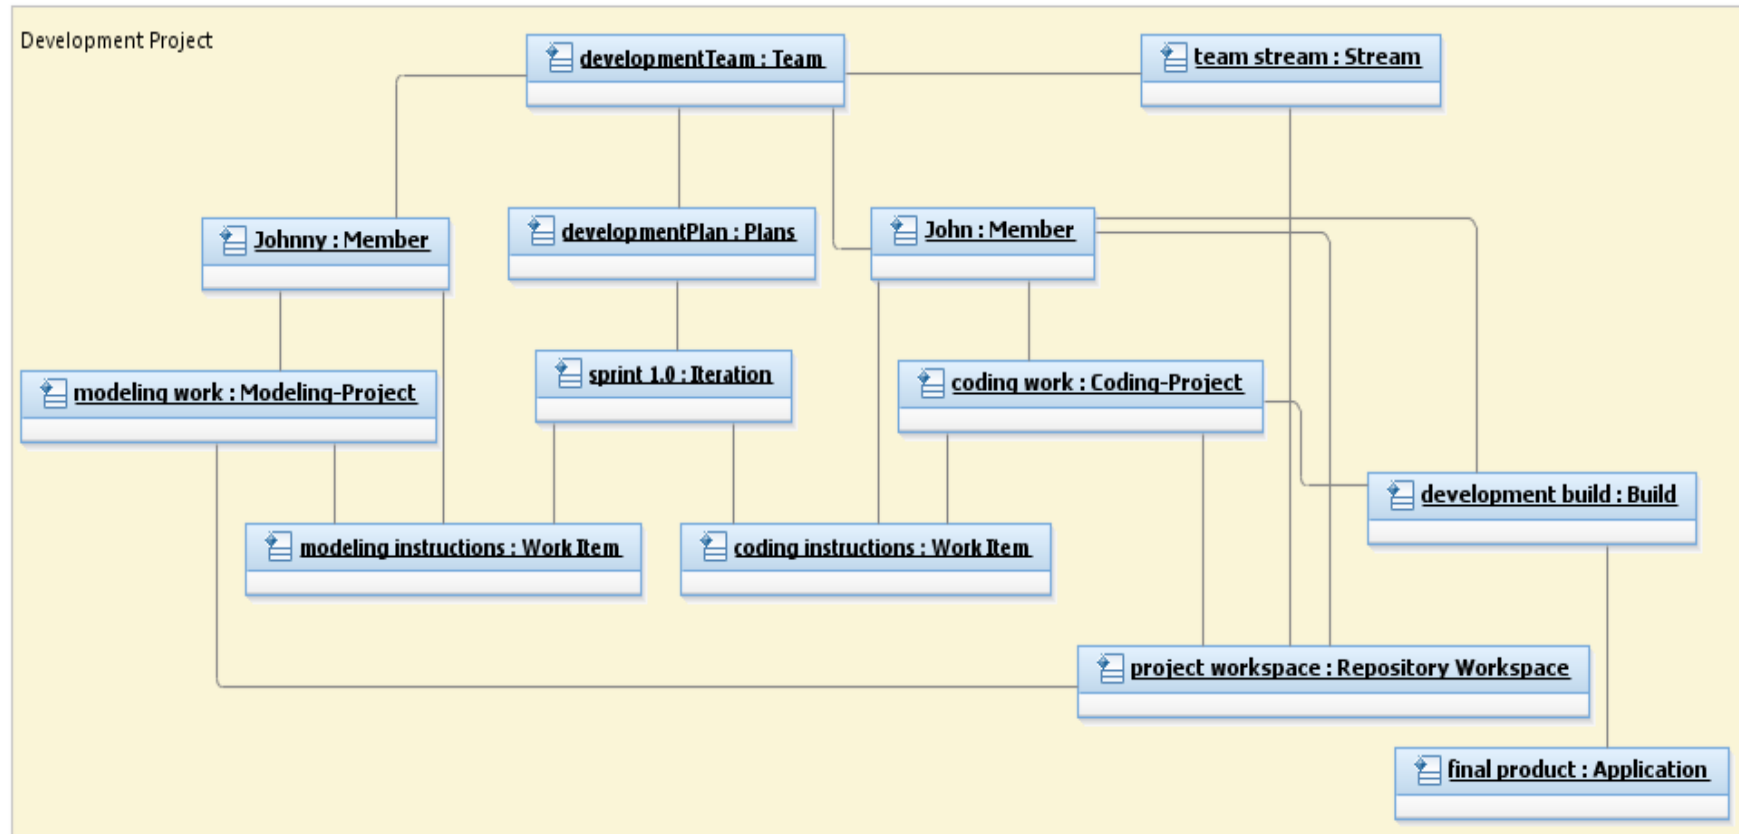 Development Project
developmentTeam : Team
team stream : Stream
Johnny : Member
developmentPlan : Plans
John : Member
modeling work : Modeling-Project
sprint 1.0 : Iteration
coding work : Coding-Project
development build : Build
modeling instructions : Work Item
coding instructions : Work Item
project workspace : Repository Workspace
final product : Application